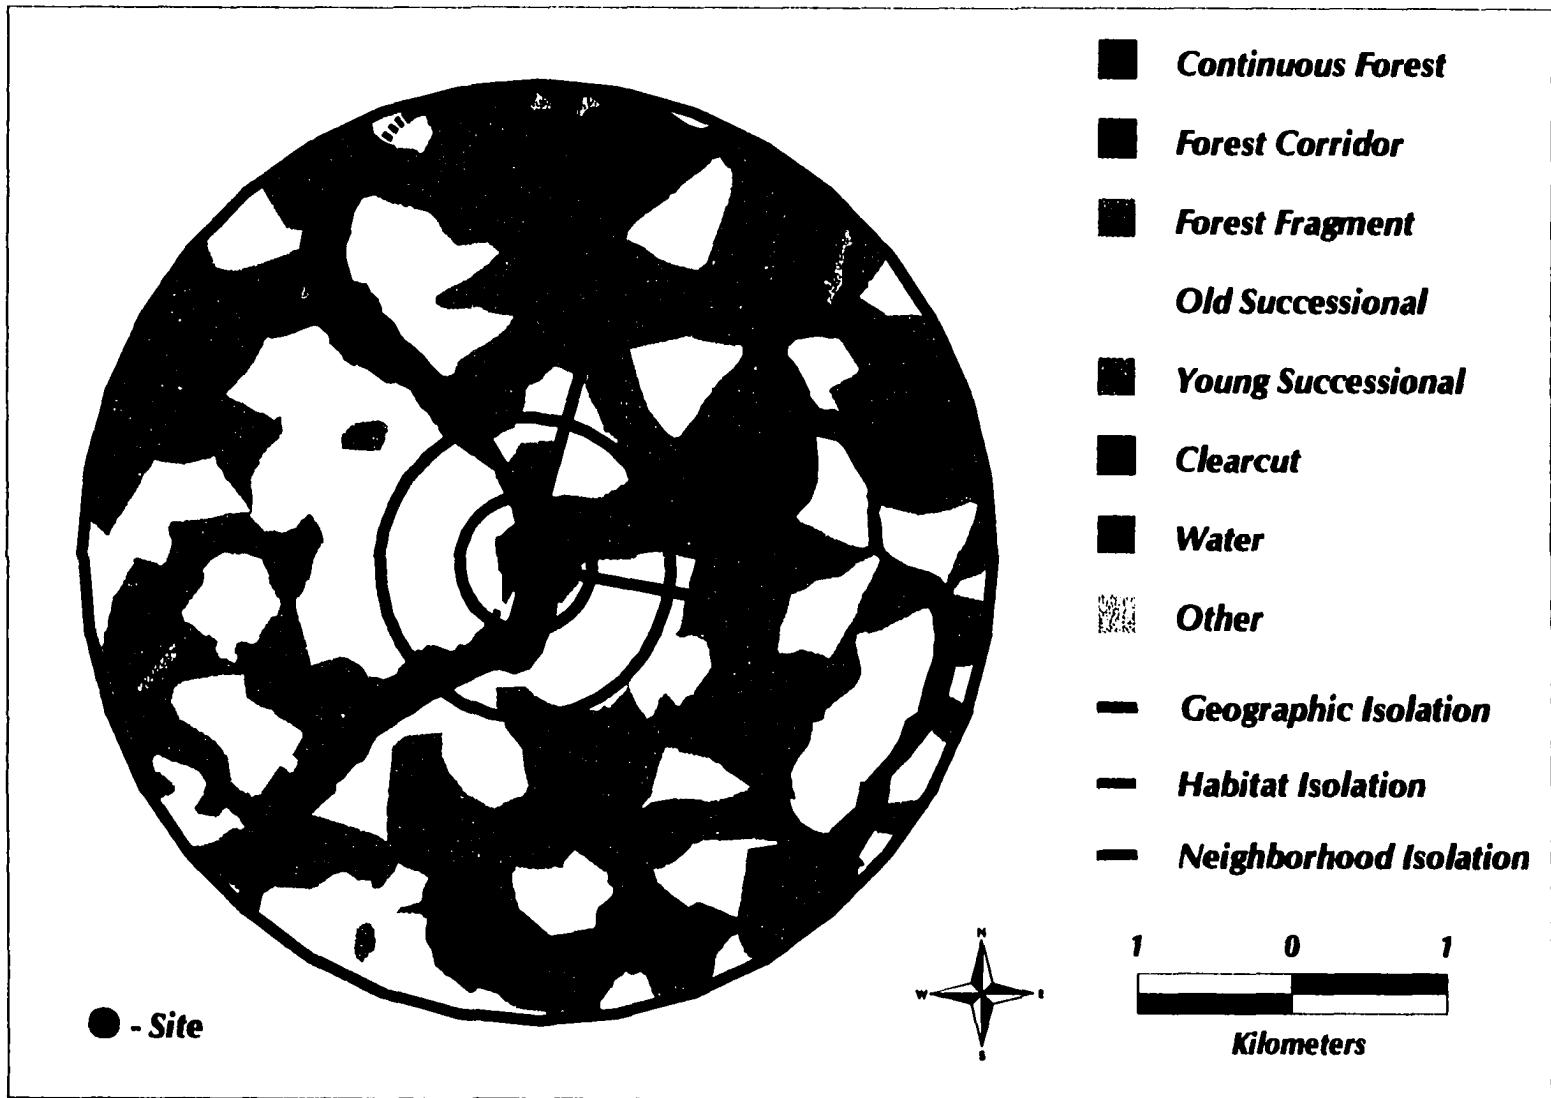 Continuous Forest
Forest Corridor
Forest Fragment
Old Successional
Young Successional
Clearcut
Water
Other
Geographic Isolation
Habitat Isolation
Neighborhood Isolation
N
W E
S
1 0 1
Kilometers
- Site